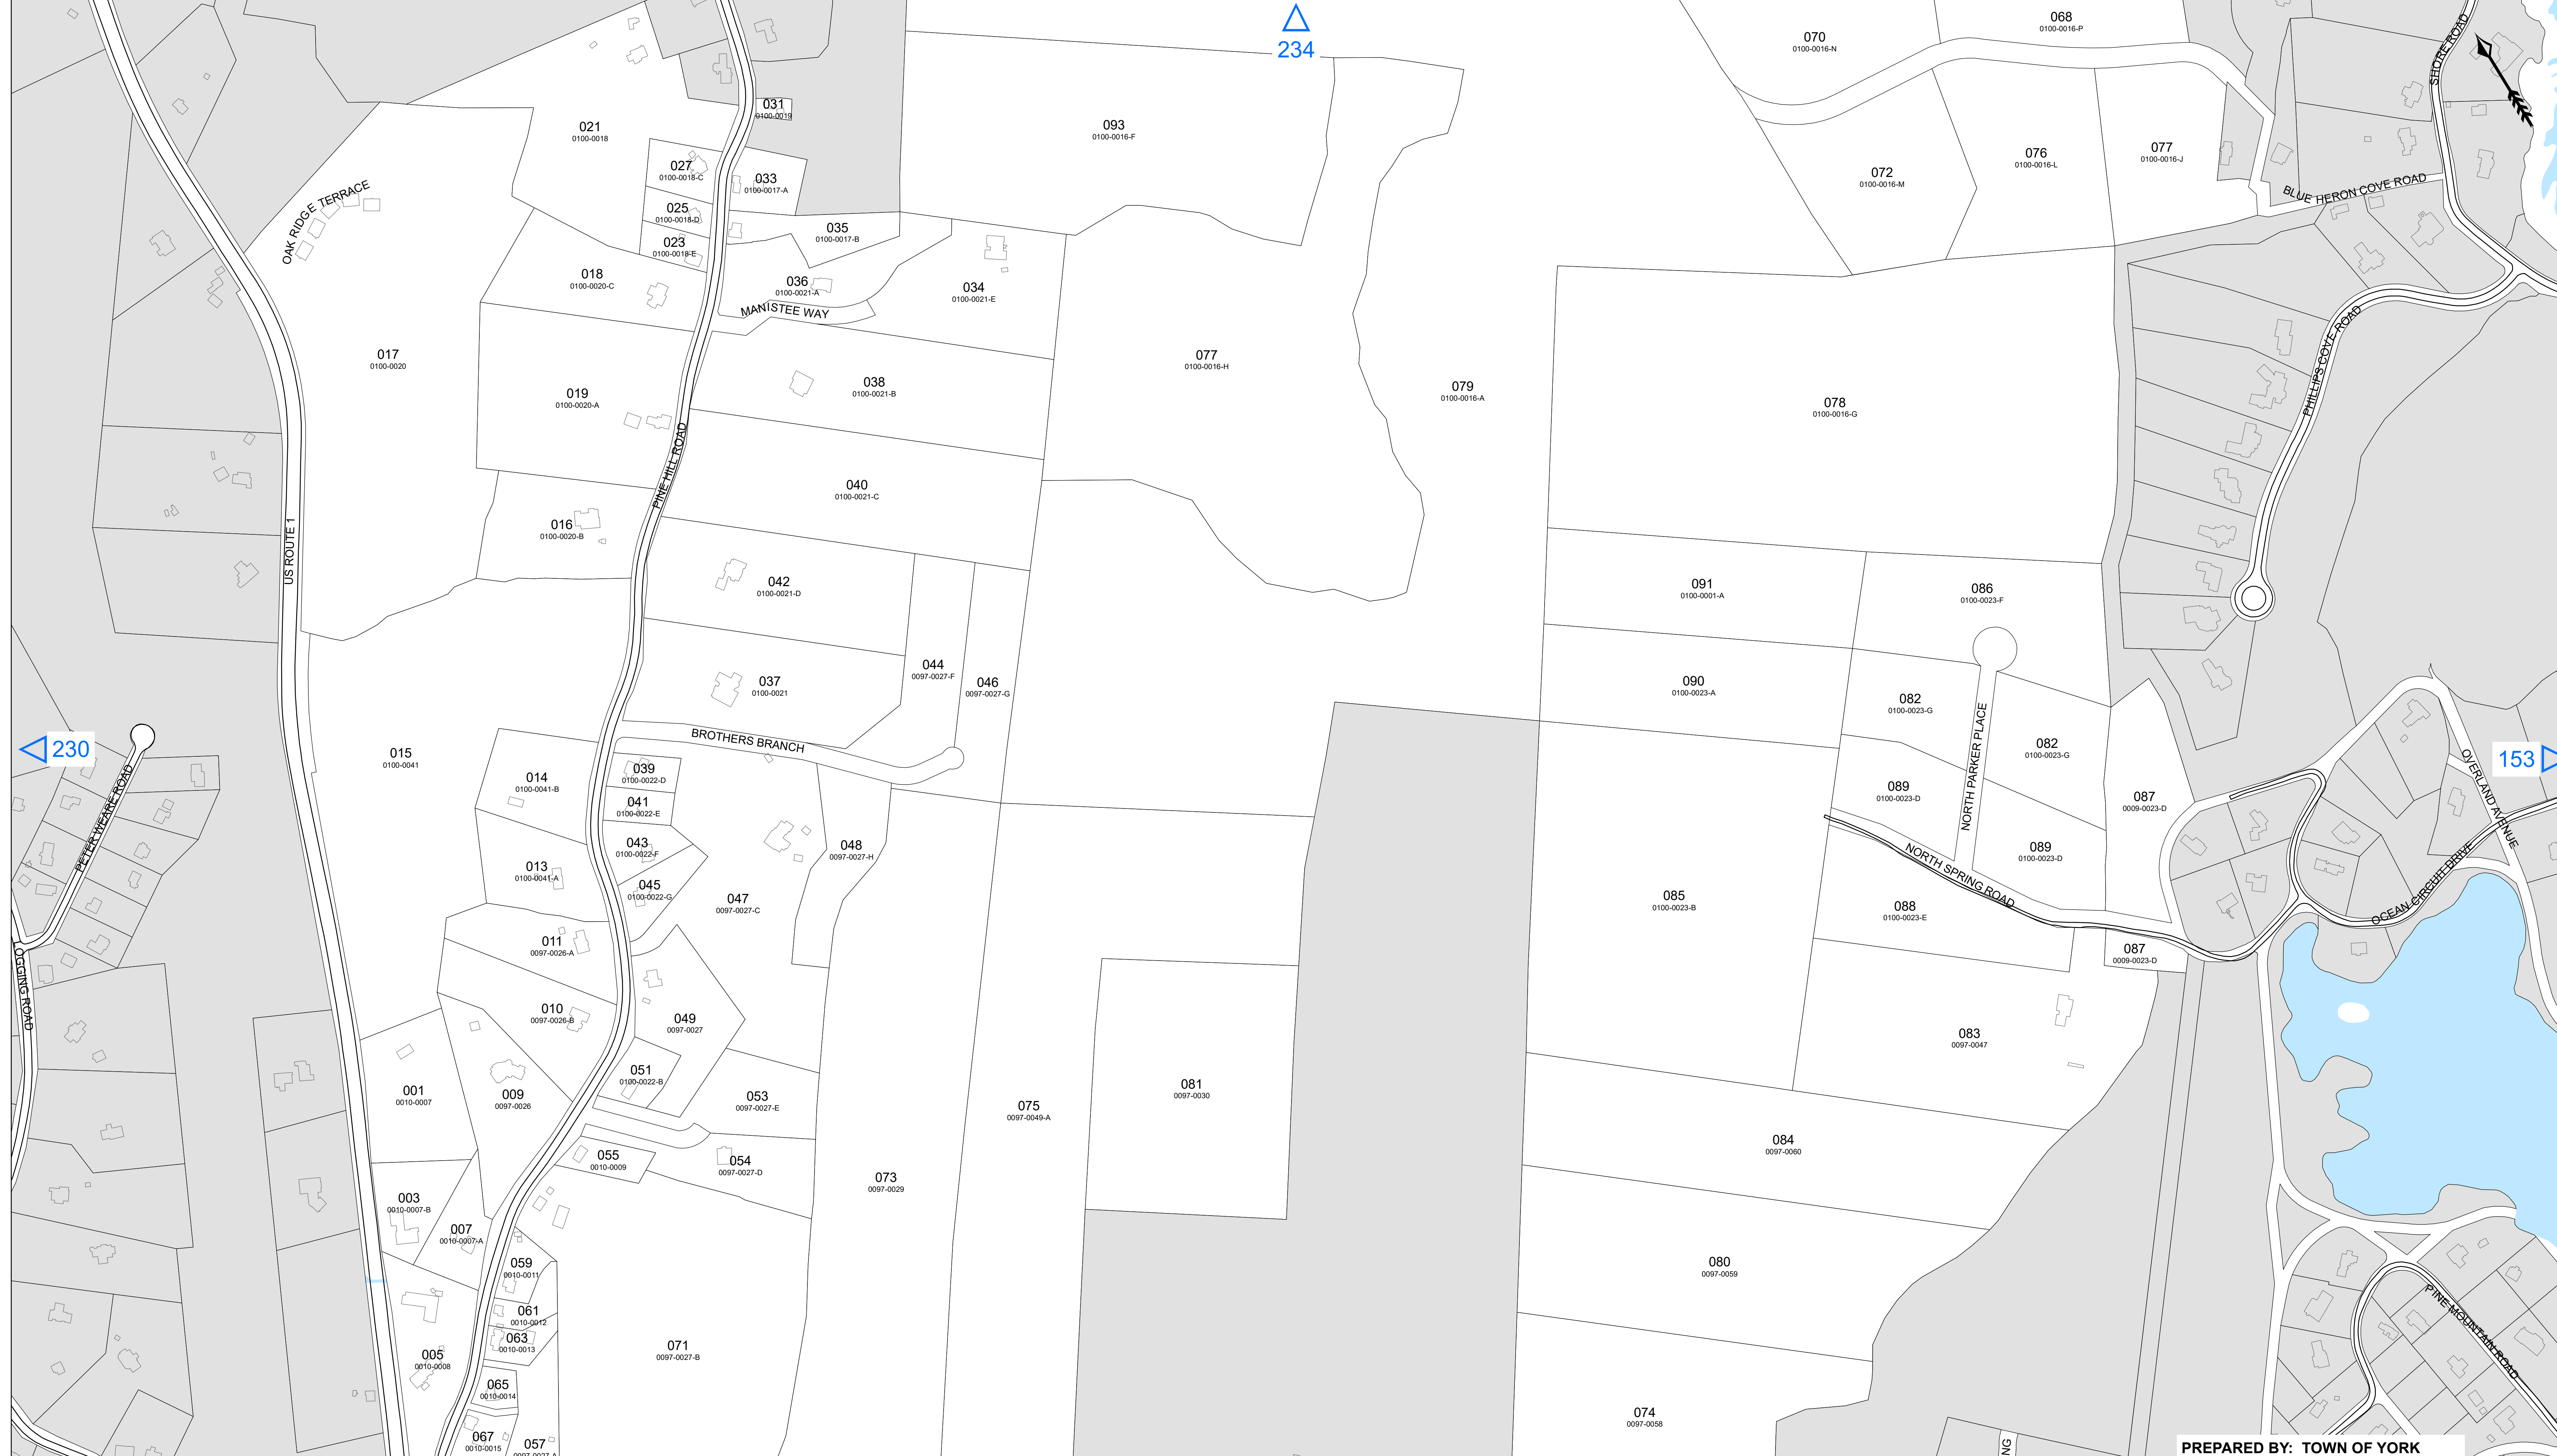 234
068
0100-0016-P
070
0100-0016-N
SHORE ROAD
031
0100-0019
021
0100-0018
093
0100-0016-F
027
0100-0018-C
033
0100-0017-A
076
0100-0016-L
077
0100-0016-J
072
0100-0016-M
BLUE HERON COVE ROAD
OAK RIDGE TERRACE
025
0100-0018-D
035
0100-0017-B
023
0100-0018-E
018
0100-0020-C
036
0100-0021-A
034
0100-0021-E
MANISTEE WAY
PHILLIPS COVE ROAD
017
0100-0020
077
0100-0016-H
038
0100-0021-B
079
0100-0016-A
019
0100-0020-A
078
0100-0016-G
PINE HILL ROAD
040
0100-0021-C
016
0100-0020-B
US ROUTE 1
042
0100-0021-D
091
0100-0001-A
086
0100-0023-F
044
0097-0027-F
037
0100-0021
046
0097-0027-G
090
0100-0023-A
082
0100-0023-G
NORTH PARKER PLACE
082
0100-0023-G
230
BROTHERS BRANCH
015
0100-0041
153
OVERLAND AVENUE
039
0100-0022-D
014
0100-0041-B
041
0100-0022-E
089
0100-0023-D
087
0009-0023-D
PETER WEARE ROAD
043
0100-0022-F
048
0097-0027-H
089
0100-0023-D
013
0100-0041-A
045
0100-0022-G
047
0097-0027-C
NORTH SPRING ROAD
085
0100-0023-B
088
0100-0023-E
OCEAN CIRCUIT DRIVE
011
0097-0026-A
087
0009-0023-D
OGGING ROAD
010
0097-0026-B
049
0097-0027
083
0097-0047
051
0100-0022-B
001
0010-0007
009
0097-0026
053
0097-0027-E
075
0097-0049-A
081
0097-0030
084
0097-0060
055
0010-0009
054
0097-0027-D
073
0097-0029
003
0010-0007-B
007
0010-0007-A
059
0010-0011
080
0097-0059
061
0010-0012
063
0010-0013
071
0097-0027-B
005
0010-0008
PINE MOUNTAIN ROAD
065
0010-0014
074
0097-0058
067
0010-0015
057
0097-0027-A
NG
PREPARED BY: TOWN OF YORK